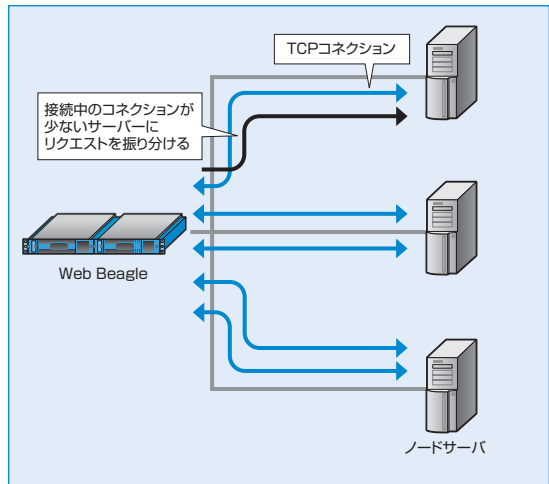 TCPコネクション
接続中のコネクションが
少ないサーバーに
リクエストを振り分ける
Web Beagle
ノードサーバ